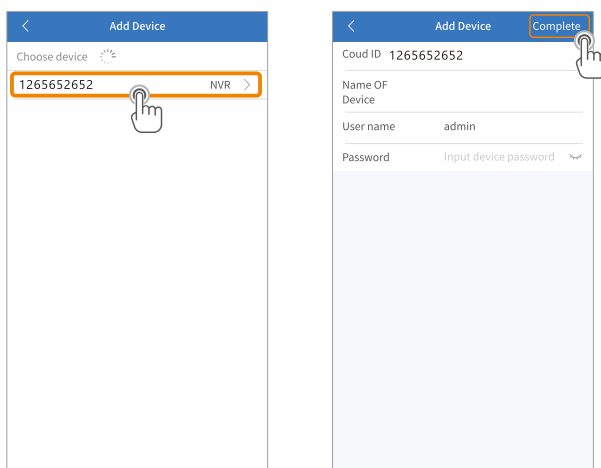 Add Device
Choose device
1265652652 NVR
Add Device Complete
Coud ID 1265652652
Name OF
Device
User name admin
Password Input device password